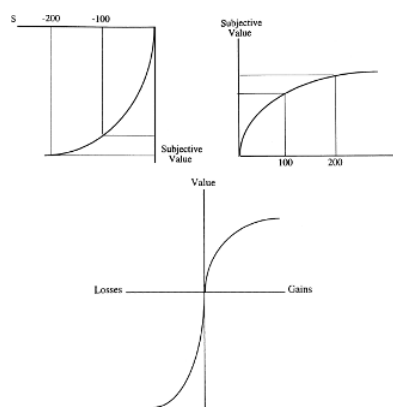 S -200 -100
Subjective
Value
Subjective
Value
100 200
Value
Losses Gains